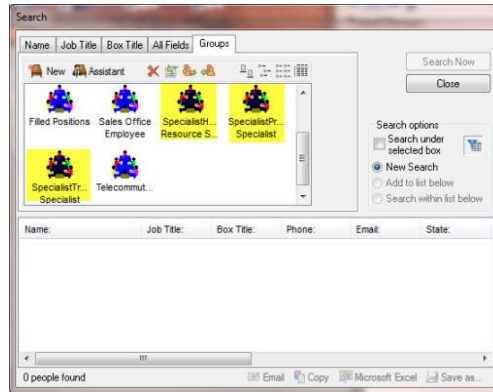 Search
Name Job Title Box Title All Fields Groups
New Assistant
Search Now
Close
Filled Positions Sales Office Employee SpecialistH... Resource S... SpecialistPr... Specialist
SpecialistTr... Specialist Telecommut...
Search options
Search under selected box
New Search
Add to list below
Search within list below
Name: Job Title: Box Title: Phone: Email: State:
0 people found Email Copy Microsoft Excel Save as...